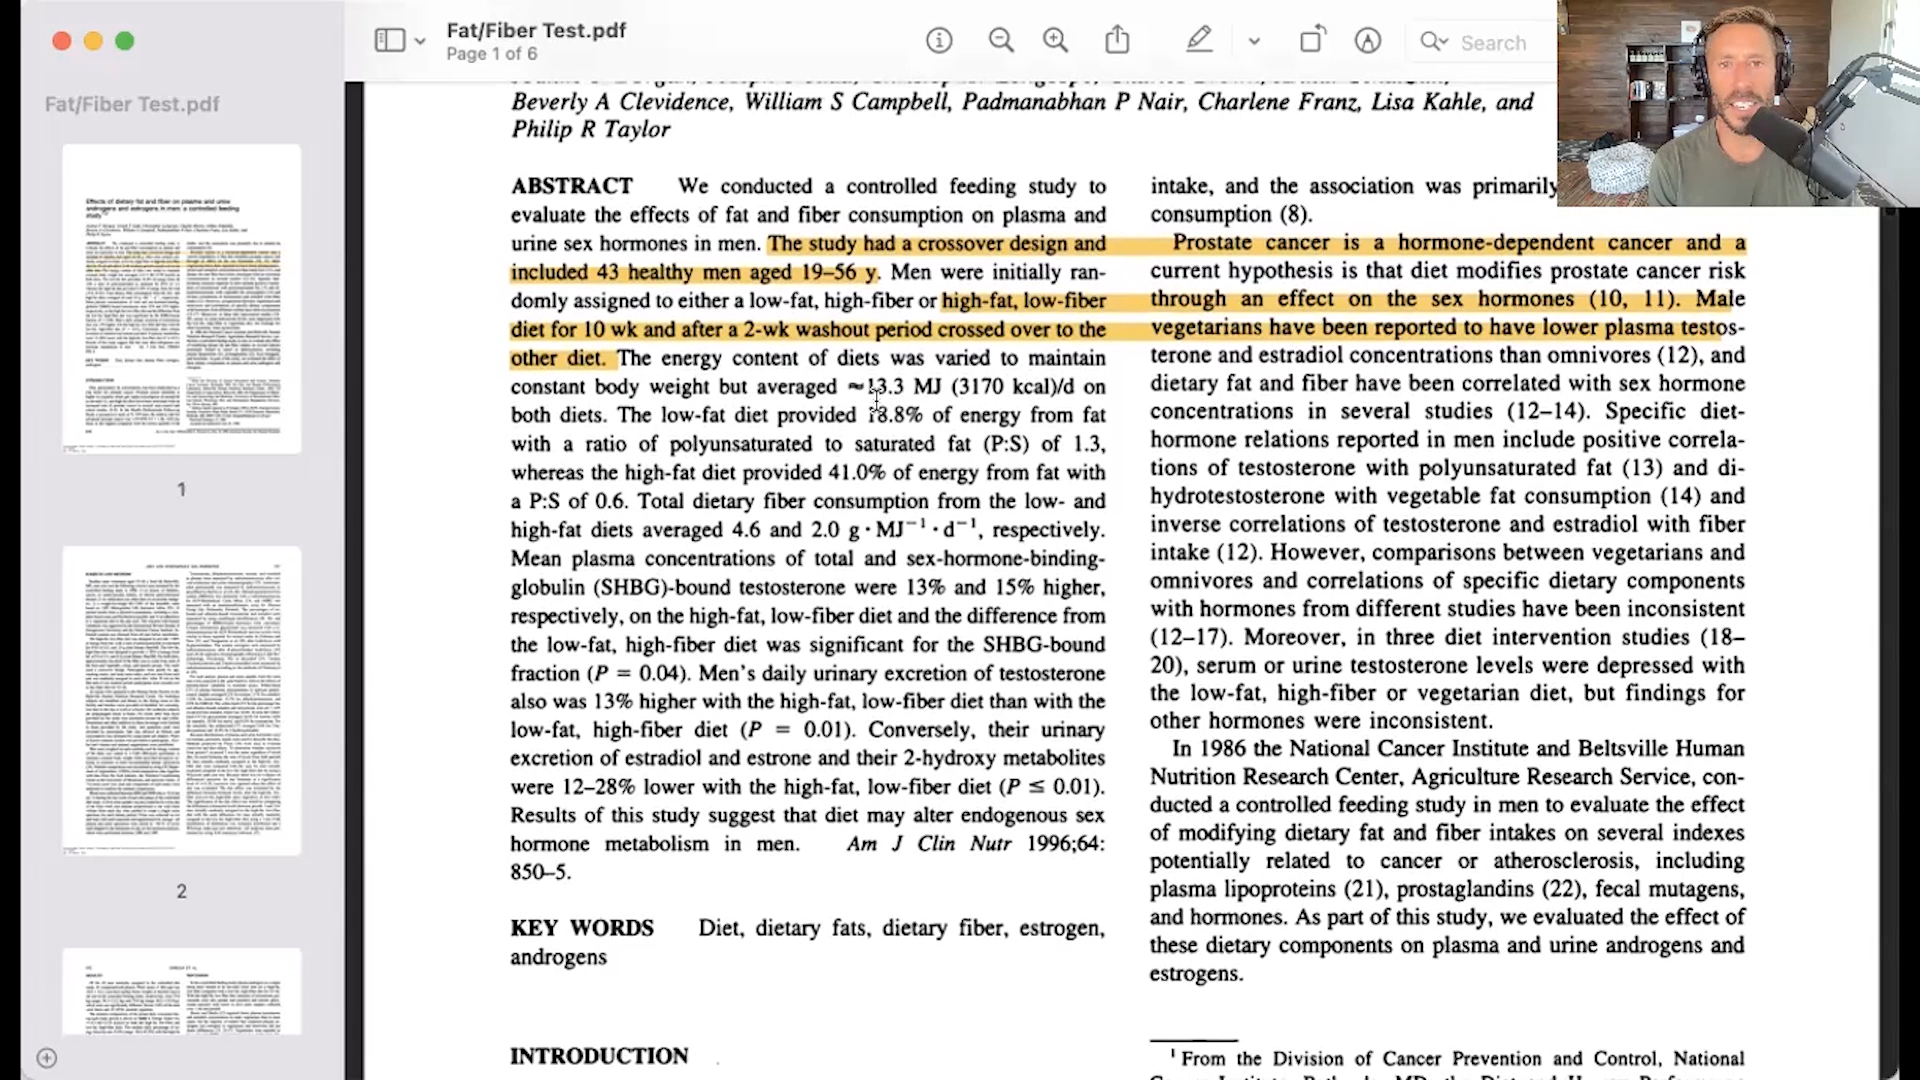 Fat/Fiber Test.pdf
Page 1 of 6
Search
Fat/Fiber Test.pdf
Effects of dietary fat and fiber on plasma and urine
androgens and estrogens in men: a controlled feeding
study
1
2
Beverly A Clevidence, William S Campbell, Padmanabhan P Nair, Charlene Franz, Lisa Kahle, and
Philip R Taylor
ABSTRACT We conducted a controlled feeding study to
evaluate the effects of fat and fiber consumption on plasma and
urine sex hormones in men. The study had a crossover design and
included 43 healthy men aged 19–56 y. Men were initially ran-
domly assigned to either a low-fat, high-fiber or high-fat, low-fiber
diet for 10 wk and after a 2-wk washout period crossed over to the
other diet. The energy content of diets was varied to maintain
constant body weight but averaged ≈13.3 MJ (3170 kcal)/d on
both diets. The low-fat diet provided 18.8% of energy from fat
with a ratio of polyunsaturated to saturated fat (P:S) of 1.3,
whereas the high-fat diet provided 41.0% of energy from fat with
a P:S of 0.6. Total dietary fiber consumption from the low- and
high-fat diets averaged 4.6 and 2.0 g·MJ⁻¹·d⁻¹, respectively.
Mean plasma concentrations of total and sex-hormone-binding-
globulin (SHBG)-bound testosterone were 13% and 15% higher,
respectively, on the high-fat, low-fiber diet and the difference from
the low-fat, high-fiber diet was significant for the SHBG-bound
fraction (P = 0.04). Men's daily urinary excretion of testosterone
also was 13% higher with the high-fat, low-fiber diet than with the
low-fat, high-fiber diet (P = 0.01). Conversely, their urinary
excretion of estradiol and estrone and their 2-hydroxy metabolites
were 12–28% lower with the high-fat, low-fiber diet (P ≤ 0.01).
Results of this study suggest that diet may alter endogenous sex
hormone metabolism in men. Am J Clin Nutr 1996;64:
850–5.
KEY WORDS Diet, dietary fats, dietary fiber, estrogen,
androgens
INTRODUCTION
intake, and the association was primarily
consumption (8).
Prostate cancer is a hormone-dependent cancer and a
current hypothesis is that diet modifies prostate cancer risk
through an effect on the sex hormones (10, 11). Male
vegetarians have been reported to have lower plasma testos-
terone and estradiol concentrations than omnivores (12), and
dietary fat and fiber have been correlated with sex hormone
concentrations in several studies (12–14). Specific diet-
hormone relations reported in men include positive correla-
tions of testosterone with polyunsaturated fat (13) and di-
hydrotestosterone with vegetable fat consumption (14) and
inverse correlations of testosterone and estradiol with fiber
intake (12). However, comparisons between vegetarians and
omnivores and correlations of specific dietary components
with hormones from different studies have been inconsistent
(12–17). Moreover, in three diet intervention studies (18–
20), serum or urine testosterone levels were depressed with
the low-fat, high-fiber or vegetarian diet, but findings for
other hormones were inconsistent.
In 1986 the National Cancer Institute and Beltsville Human
Nutrition Research Center, Agriculture Research Service, con-
ducted a controlled feeding study in men to evaluate the effect
of modifying dietary fat and fiber intakes on several indexes
potentially related to cancer or atherosclerosis, including
plasma lipoproteins (21), prostaglandins (22), fecal mutagens,
and hormones. As part of this study, we evaluated the effect of
these dietary components on plasma and urine androgens and
estrogens.
¹ From the Division of Cancer Prevention and Control, National